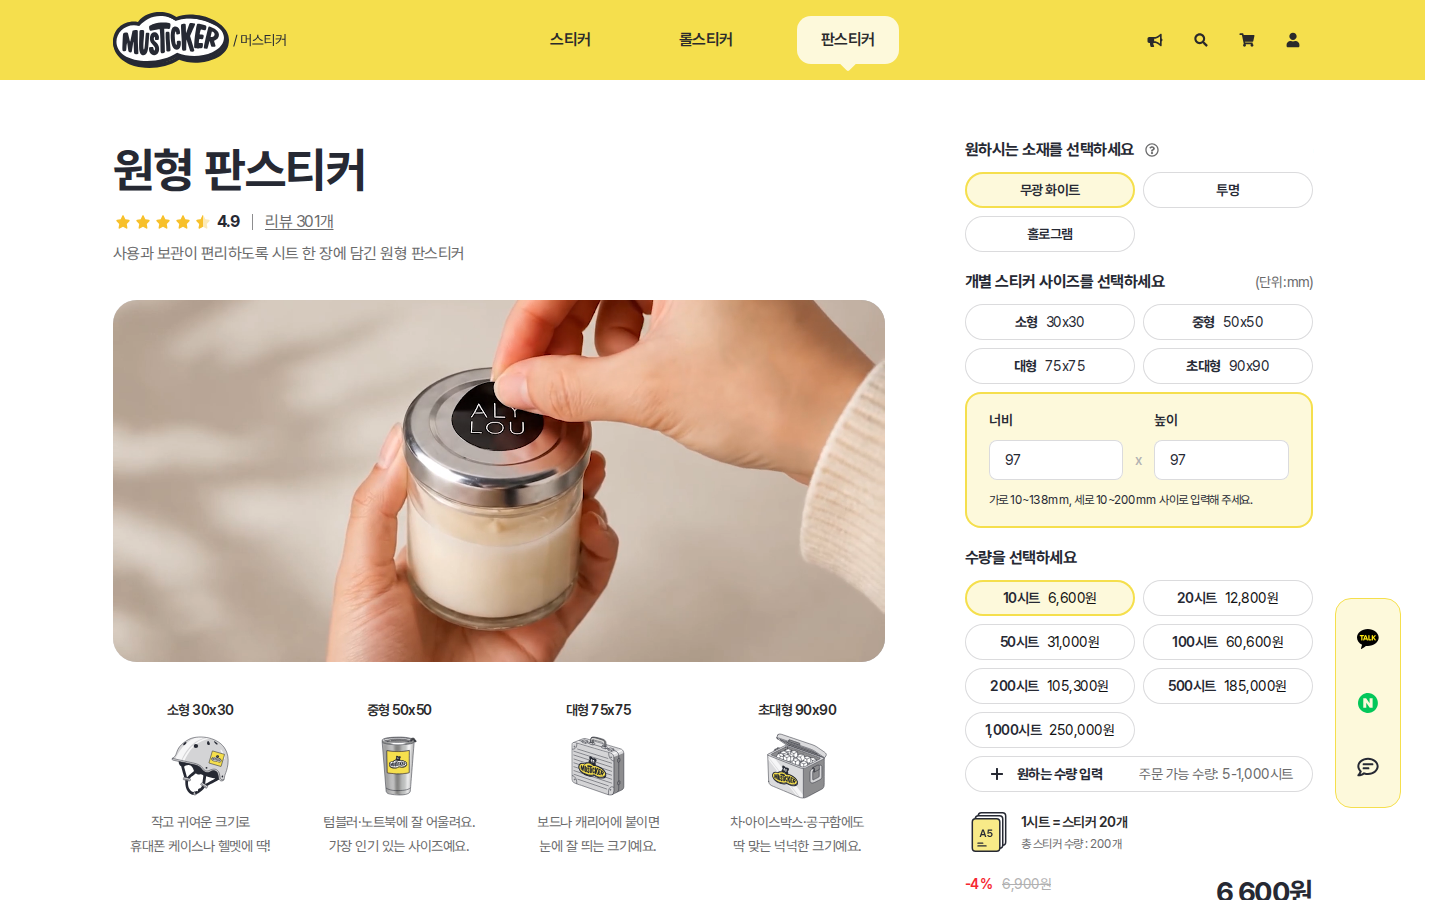 MUSTICKER / 머스티커
스티커
롤스티커
판스티커
원형 판스티커
4.9 | 리뷰 301개
사용과 보관이 편리하도록 시트 한 장에 담긴 원형 판스티커
ALY
LOU
소형 30x30
중형 50x50
대형 75x75
초대형 90x90
MUSTICKER
MUSTICKER
MUSTICKER
작고 귀여운 크기로
휴대폰 케이스나 헬멧에 딱!
텀블러·노트북에 잘 어울려요.
가장 인기 있는 사이즈예요.
보드나 캐리어에 붙이면
눈에 잘 띄는 크기예요.
차·아이스박스·공구함에도
딱 맞는 넉넉한 크기예요.
원하시는 소재를 선택하세요 ?
무광 화이트
투명
홀로그램
개별 스티커 사이즈를 선택하세요
(단위:mm)
소형 30x30
중형 50x50
대형 75x75
초대형 90x90
너비
높이
97 x 97
가로 10~138mm, 세로 10~200mm 사이로 입력해 주세요.
수량을 선택하세요
10시트 6,600원
20시트 12,800원
50시트 31,000원
100시트 60,600원
200시트 105,300원
500시트 185,000원
1,000시트 250,000원
+ 원하는 수량 입력
주문 가능 수량: 5-1,000시트
A5
1시트 = 스티커 20개
총 스티커 수량 : 200개
-4% 6,900원
6,600원
TALK
N